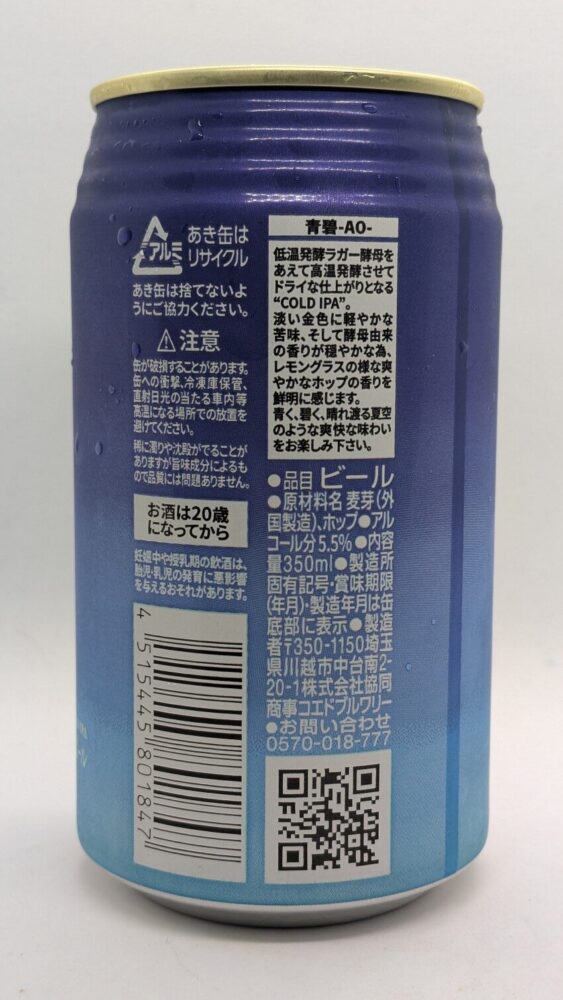 アルミ
あき缶は
リサイクル
あき缶は捨てないよ
うにご協力ください。
注意
缶が破損することがあります。
缶への衝撃、冷凍庫保管、
直射日光の当たる車内等
高温になる場所での放置を
避けてください。
稀に濁りや沈殿がでることが
ありますが旨味成分によるも
ので品質には問題ありません。
お酒は20歳
になってから
妊娠中や授乳期の飲酒は、
胎児・乳児の発育に悪影響
を与えるおそれがあります。
4 515445 801847
青碧-AO-
低温発酵ラガー酵母を
あえて高温発酵させて
ドライな仕上がりとなる
“COLD IPA”。
淡い金色に軽やかな
苦味、そして酵母由来
の香りが穏やかな為、
レモングラスの様な爽
やかなホップの香りを
鮮明に感じます。
青く、碧く、晴れ渡る夏空
のような爽快な味わい
をお楽しみ下さい。
●品目 ビール
●原材料名 麦芽(外
国製造)、ホップ●アル
コール分5.5%●内容
量350ml●製造所
固有記号・賞味期限
(年月)・製造年月は缶
底部に表示●製造
者〒350-1150埼玉
県川越市中台南2-
20-1株式会社協同
商事コエドブルワリー
●お問い合わせ
0570-018-777